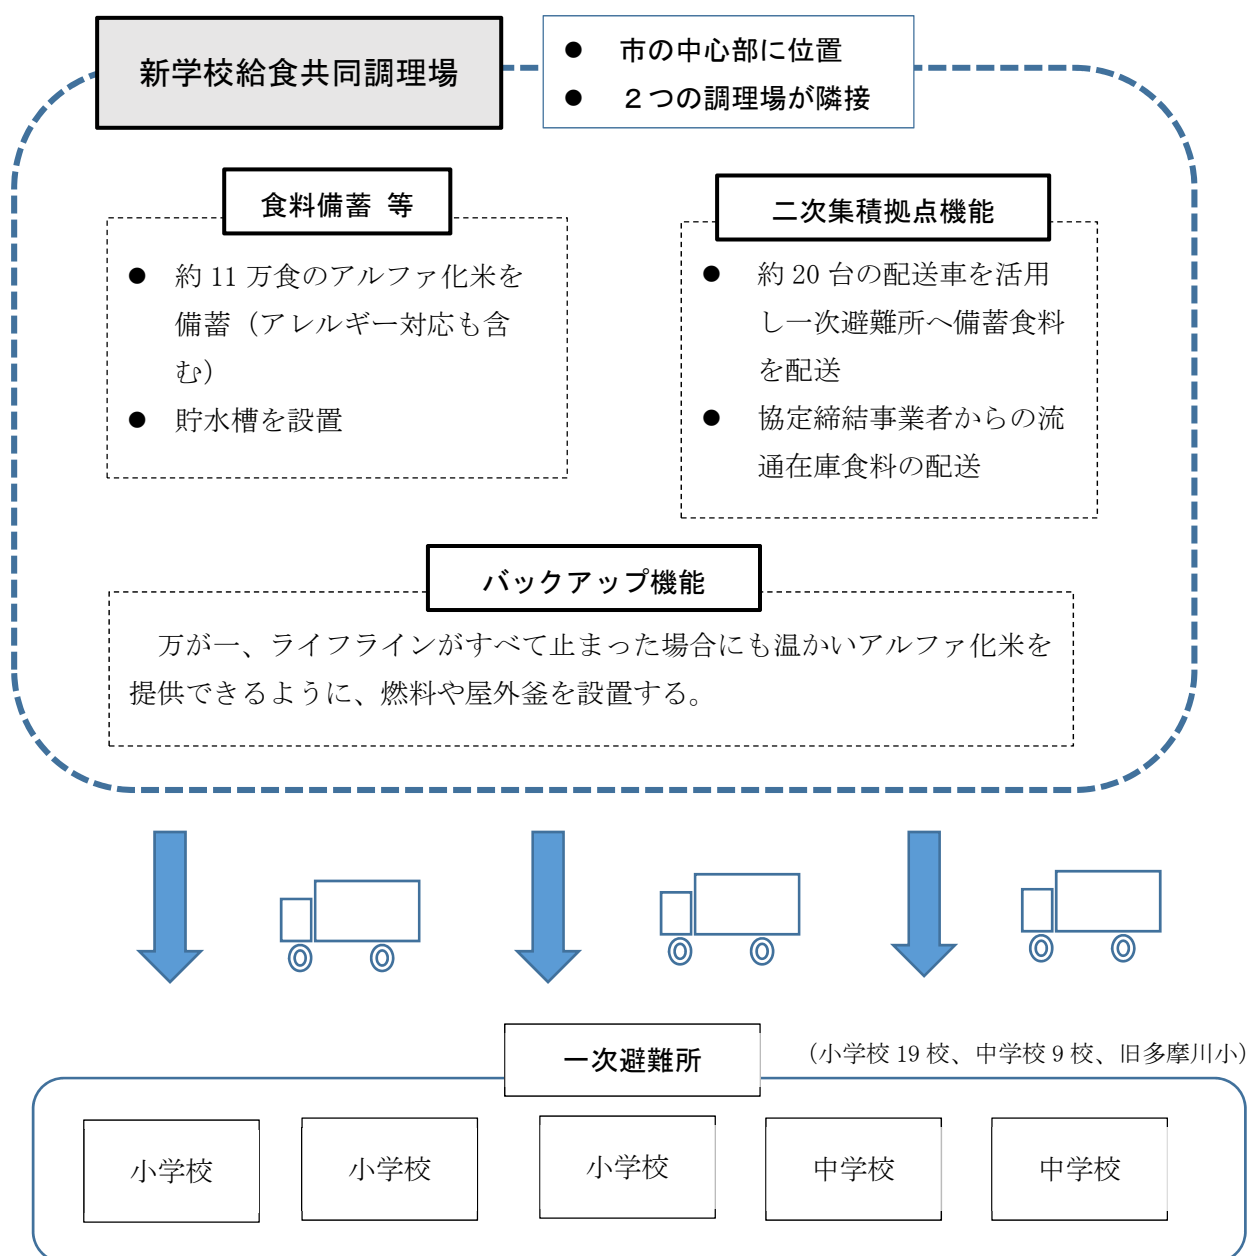 新学校給食共同調理場
● 市の中心部に位置
● ２つの調理場が隣接
食料備蓄 等
● 約 11 万食のアルファ化米を
備蓄（アレルギー対応も含
む）
● 貯水槽を設置
二次集積拠点機能
● 約 20 台の配送車を活用
し一次避難所へ備蓄食料
を配送
● 協定締結事業者からの流
通在庫食料の配送
バックアップ機能
万が一、ライフラインがすべて止まった場合にも温かいアルファ化米を
提供できるように、燃料や屋外釜を設置する。
一次避難所
（小学校 19 校、中学校 9 校、旧多摩川小）
小学校
小学校
小学校
中学校
中学校